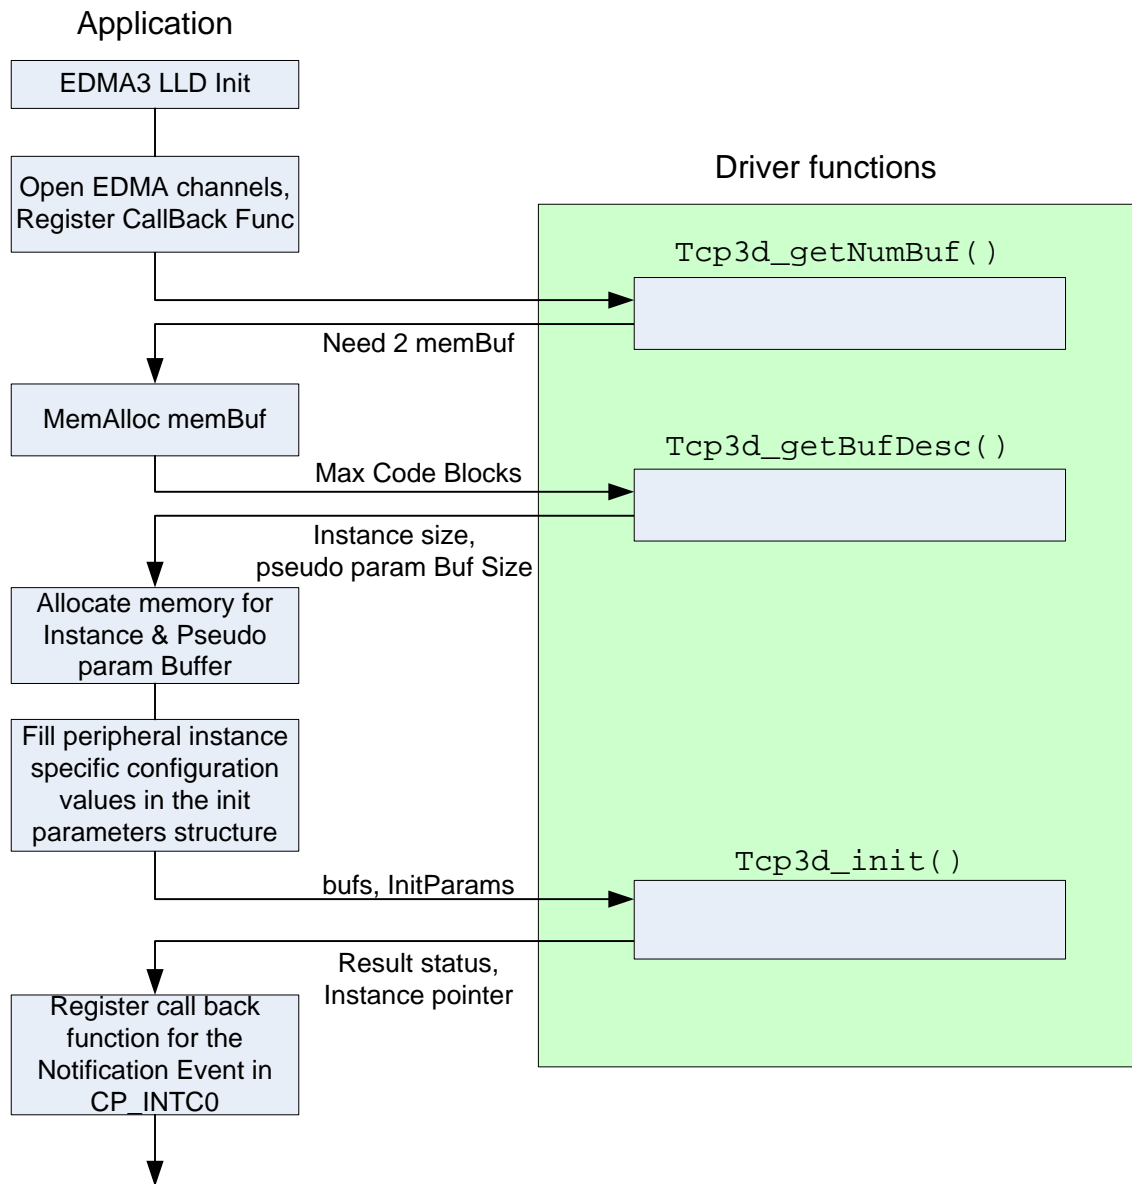 Application
EDMA3 LLD Init
Open EDMA channels,
Register CallBack Func
Driver functions
Tcp3d_getNumBuf()
Need 2 memBuf
MemAlloc memBuf
Tcp3d_getBufDesc()
Max Code Blocks
Instance size,
pseudo param Buf Size
Allocate memory for
Instance & Pseudo
param Buffer
Fill peripheral instance
specific configuration
values in the init
parameters structure
Tcp3d_init()
bufs, InitParams
Result status,
Instance pointer
Register call back
function for the
Notification Event in
CP_INTC0